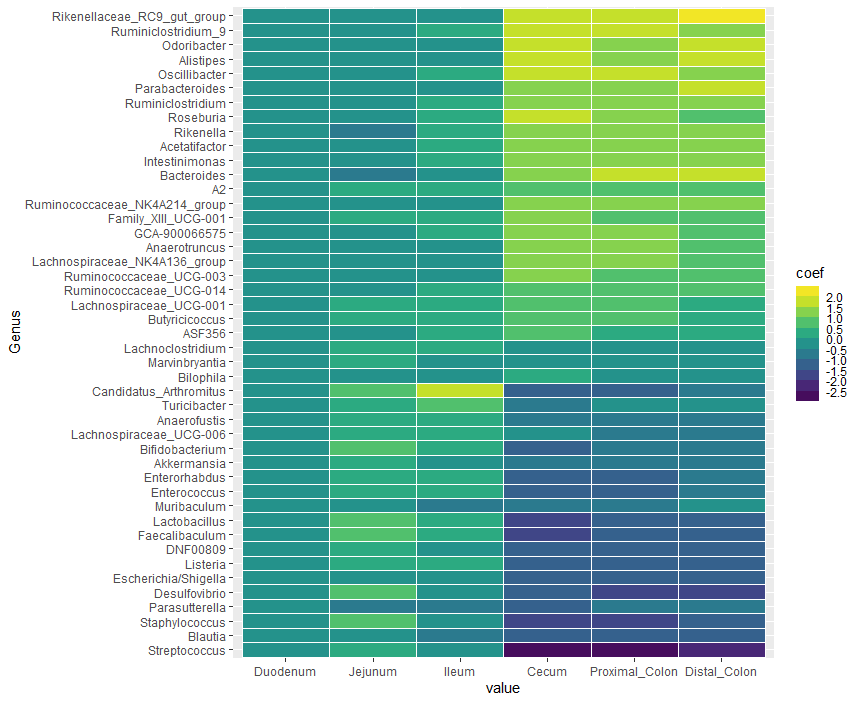 Rikenellaceae_RC9_gut_group
Ruminiclostridium_9
Odoribacter
Alistipes
Oscillibacter
Parabacteroides
Ruminiclostridium
Roseburia
Rikenella
Acetatifactor
Intestinimonas
Bacteroides
A2
Ruminococcaceae_NK4A214_group
Family_XIII_UCG-001
GCA-900066575
Anaerotruncus
Lachnospiraceae_NK4A136_group
Ruminococcaceae_UCG-003
Ruminococcaceae_UCG-014
Lachnospiraceae_UCG-001
Butyricicoccus
ASF356
Lachnoclostridium
Marvinbryantia
Bilophila
Candidatus_Arthromitus
Turicibacter
Anaerofustis
Lachnospiraceae_UCG-006
Bifidobacterium
Akkermansia
Enterorhabdus
Enterococcus
Muribaculum
Lactobacillus
Faecalibaculum
DNF00809
Listeria
Escherichia/Shigella
Desulfovibrio
Parasutterella
Staphylococcus
Blautia
Streptococcus
Genus
Duodenum Jejunum Ileum Cecum Proximal_Colon Distal_Colon
value
coef
2.0
1.5
1.0
0.5
0.0
-0.5
-1.0
-1.5
-2.0
-2.5